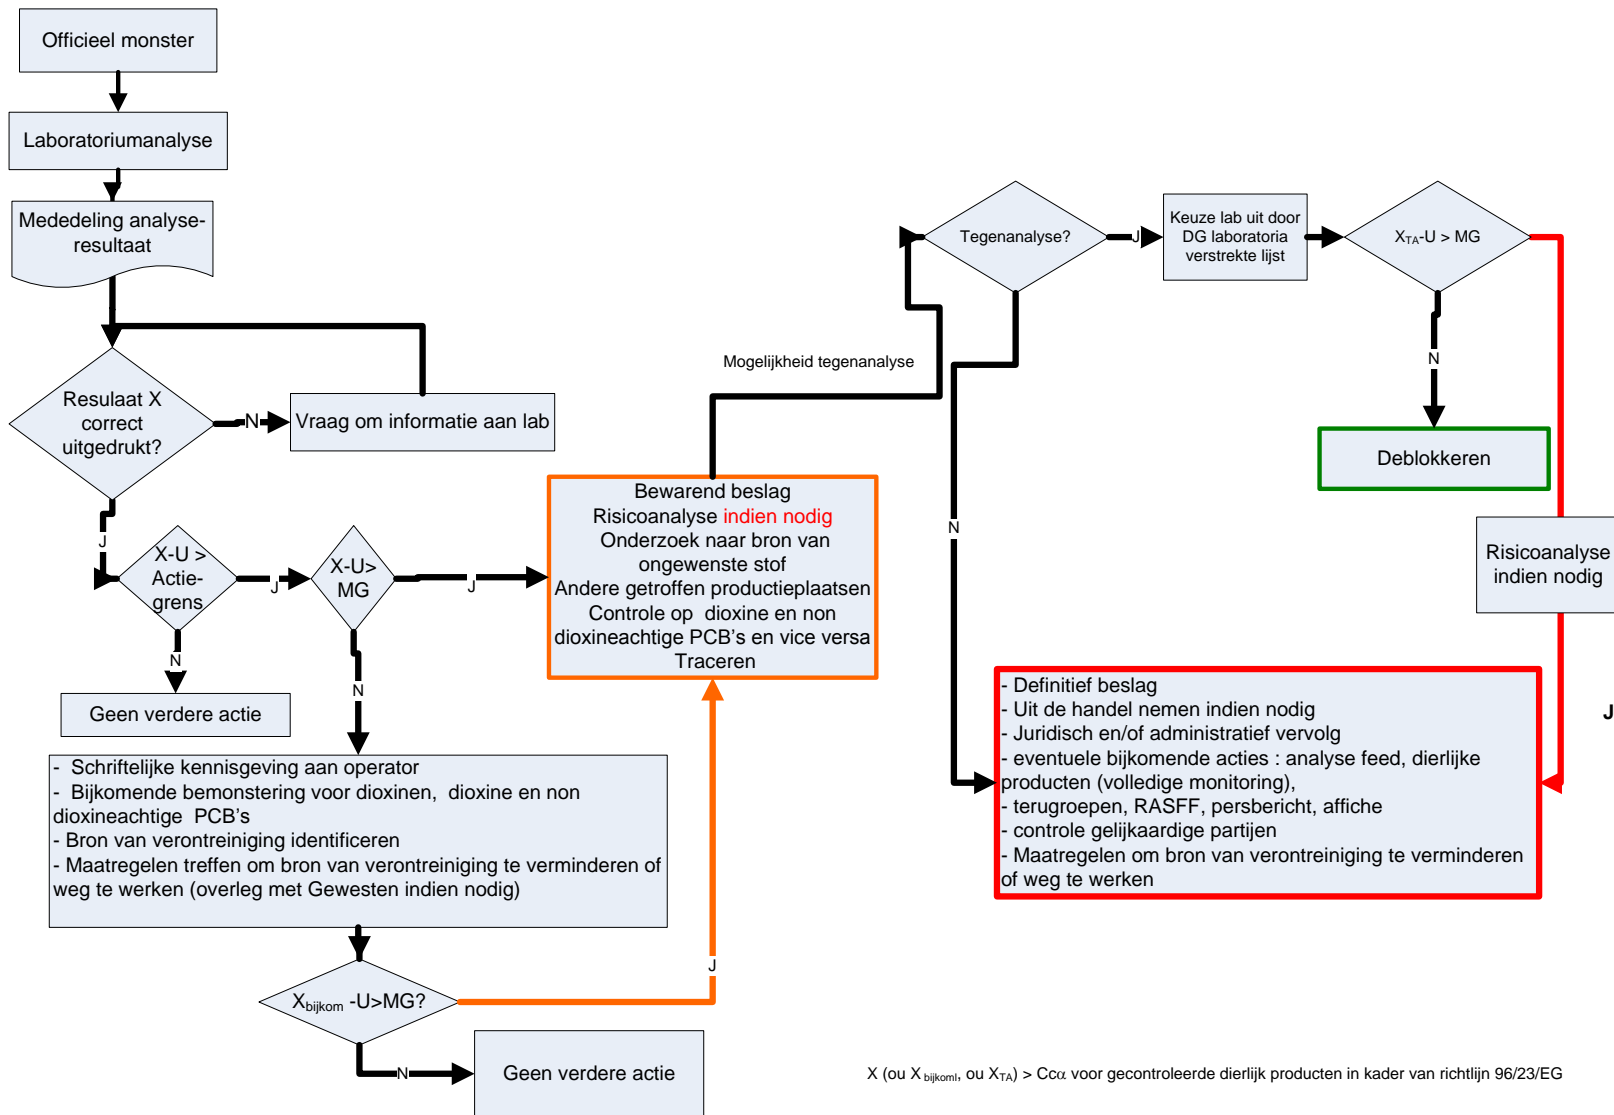 Officieel monster
Laboratoriumanalyse
Mededeling analyse-
resultaat
Resulaat X
correct
uitgedrukt?
N
Vraag om informatie aan lab
J
X-U >
Actie-
grens
J
X-U>
MG
J
N
Geen verdere actie
N
- Schriftelijke kennisgeving aan operator
- Bijkomende bemonstering voor dioxinen, dioxine en non
dioxineachtige PCB's
- Bron van verontreiniging identificeren
- Maatregelen treffen om bron van verontreiniging te verminderen of
weg te werken (overleg met Gewesten indien nodig)
Xbijkom -U>MG?
J
N
Geen verdere actie
Bewarend beslag
Risicoanalyse indien nodig
Onderzoek naar bron van
ongewenste stof
Andere getroffen productieplaatsen
Controle op dioxine en non
dioxineachtige PCB's en vice versa
Traceren
Mogelijkheid tegenanalyse
Tegenanalyse?
J
Keuze lab uit door
DG laboratoria
verstrekte lijst
XTA-U > MG
N
Deblokkeren
N
Risicoanalyse
indien nodig
J
- Definitief beslag
- Uit de handel nemen indien nodig
- Juridisch en/of administratief vervolg
- eventuele bijkomende acties : analyse feed, dierlijke
producten (volledige monitoring),
- terugroepen, RASFF, persbericht, affiche
- controle gelijkaardige partijen
- Maatregelen om bron van verontreiniging te verminderen
of weg te werken
X (ou X bijkoml, ou XTA) > Ccα voor gecontroleerde dierlijk producten in kader van richtlijn 96/23/EG